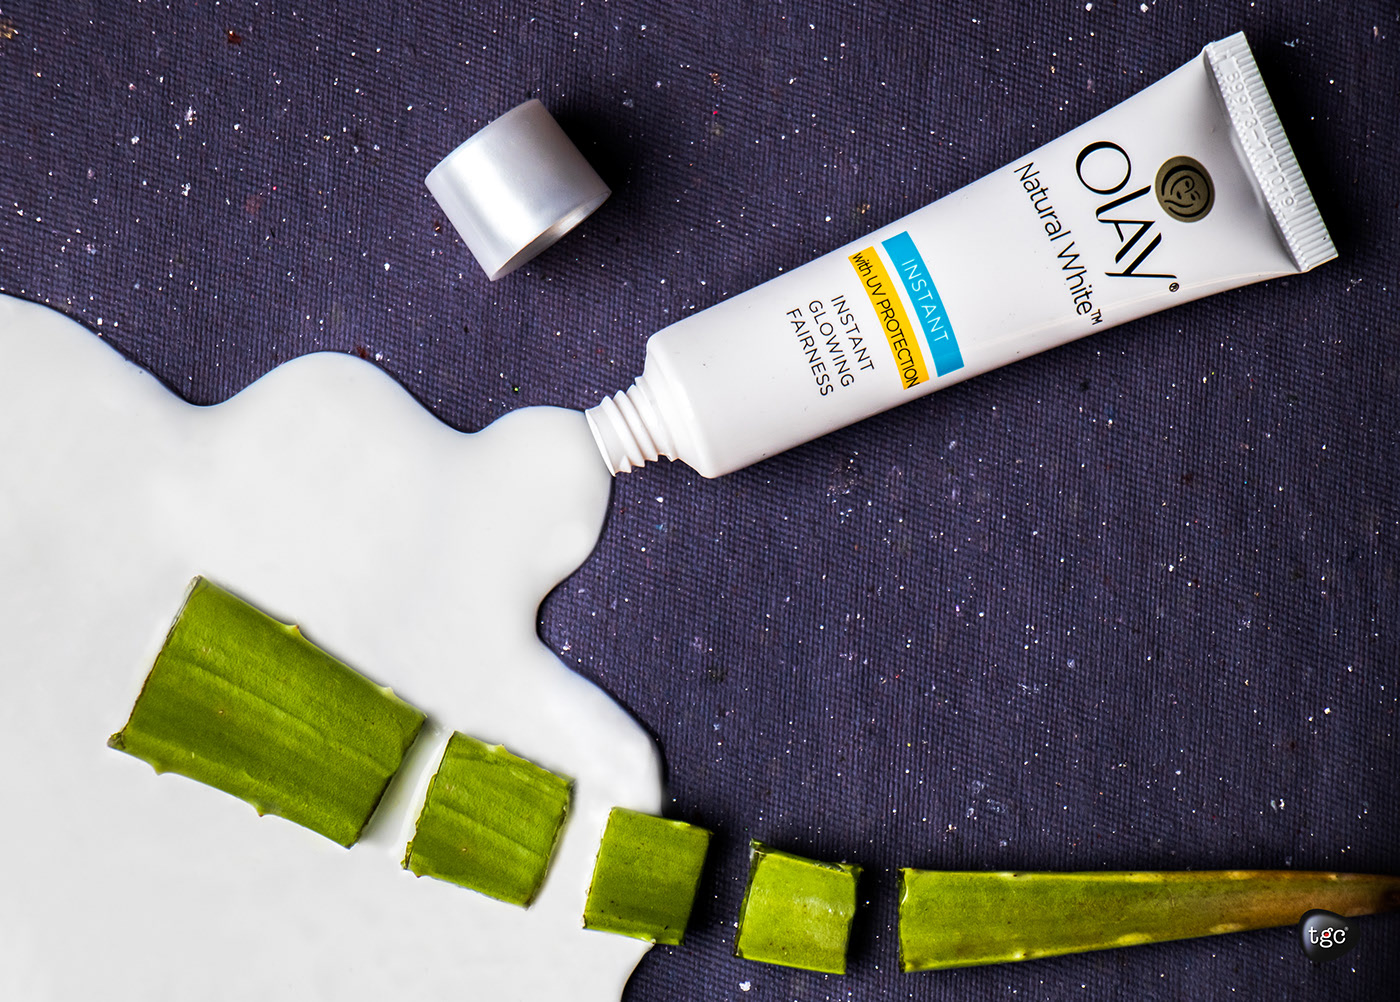 OLAY®
Natural White™
INSTANT
with UV PROTECTION
INSTANT
GLOWING
FAIRNESS
tgc